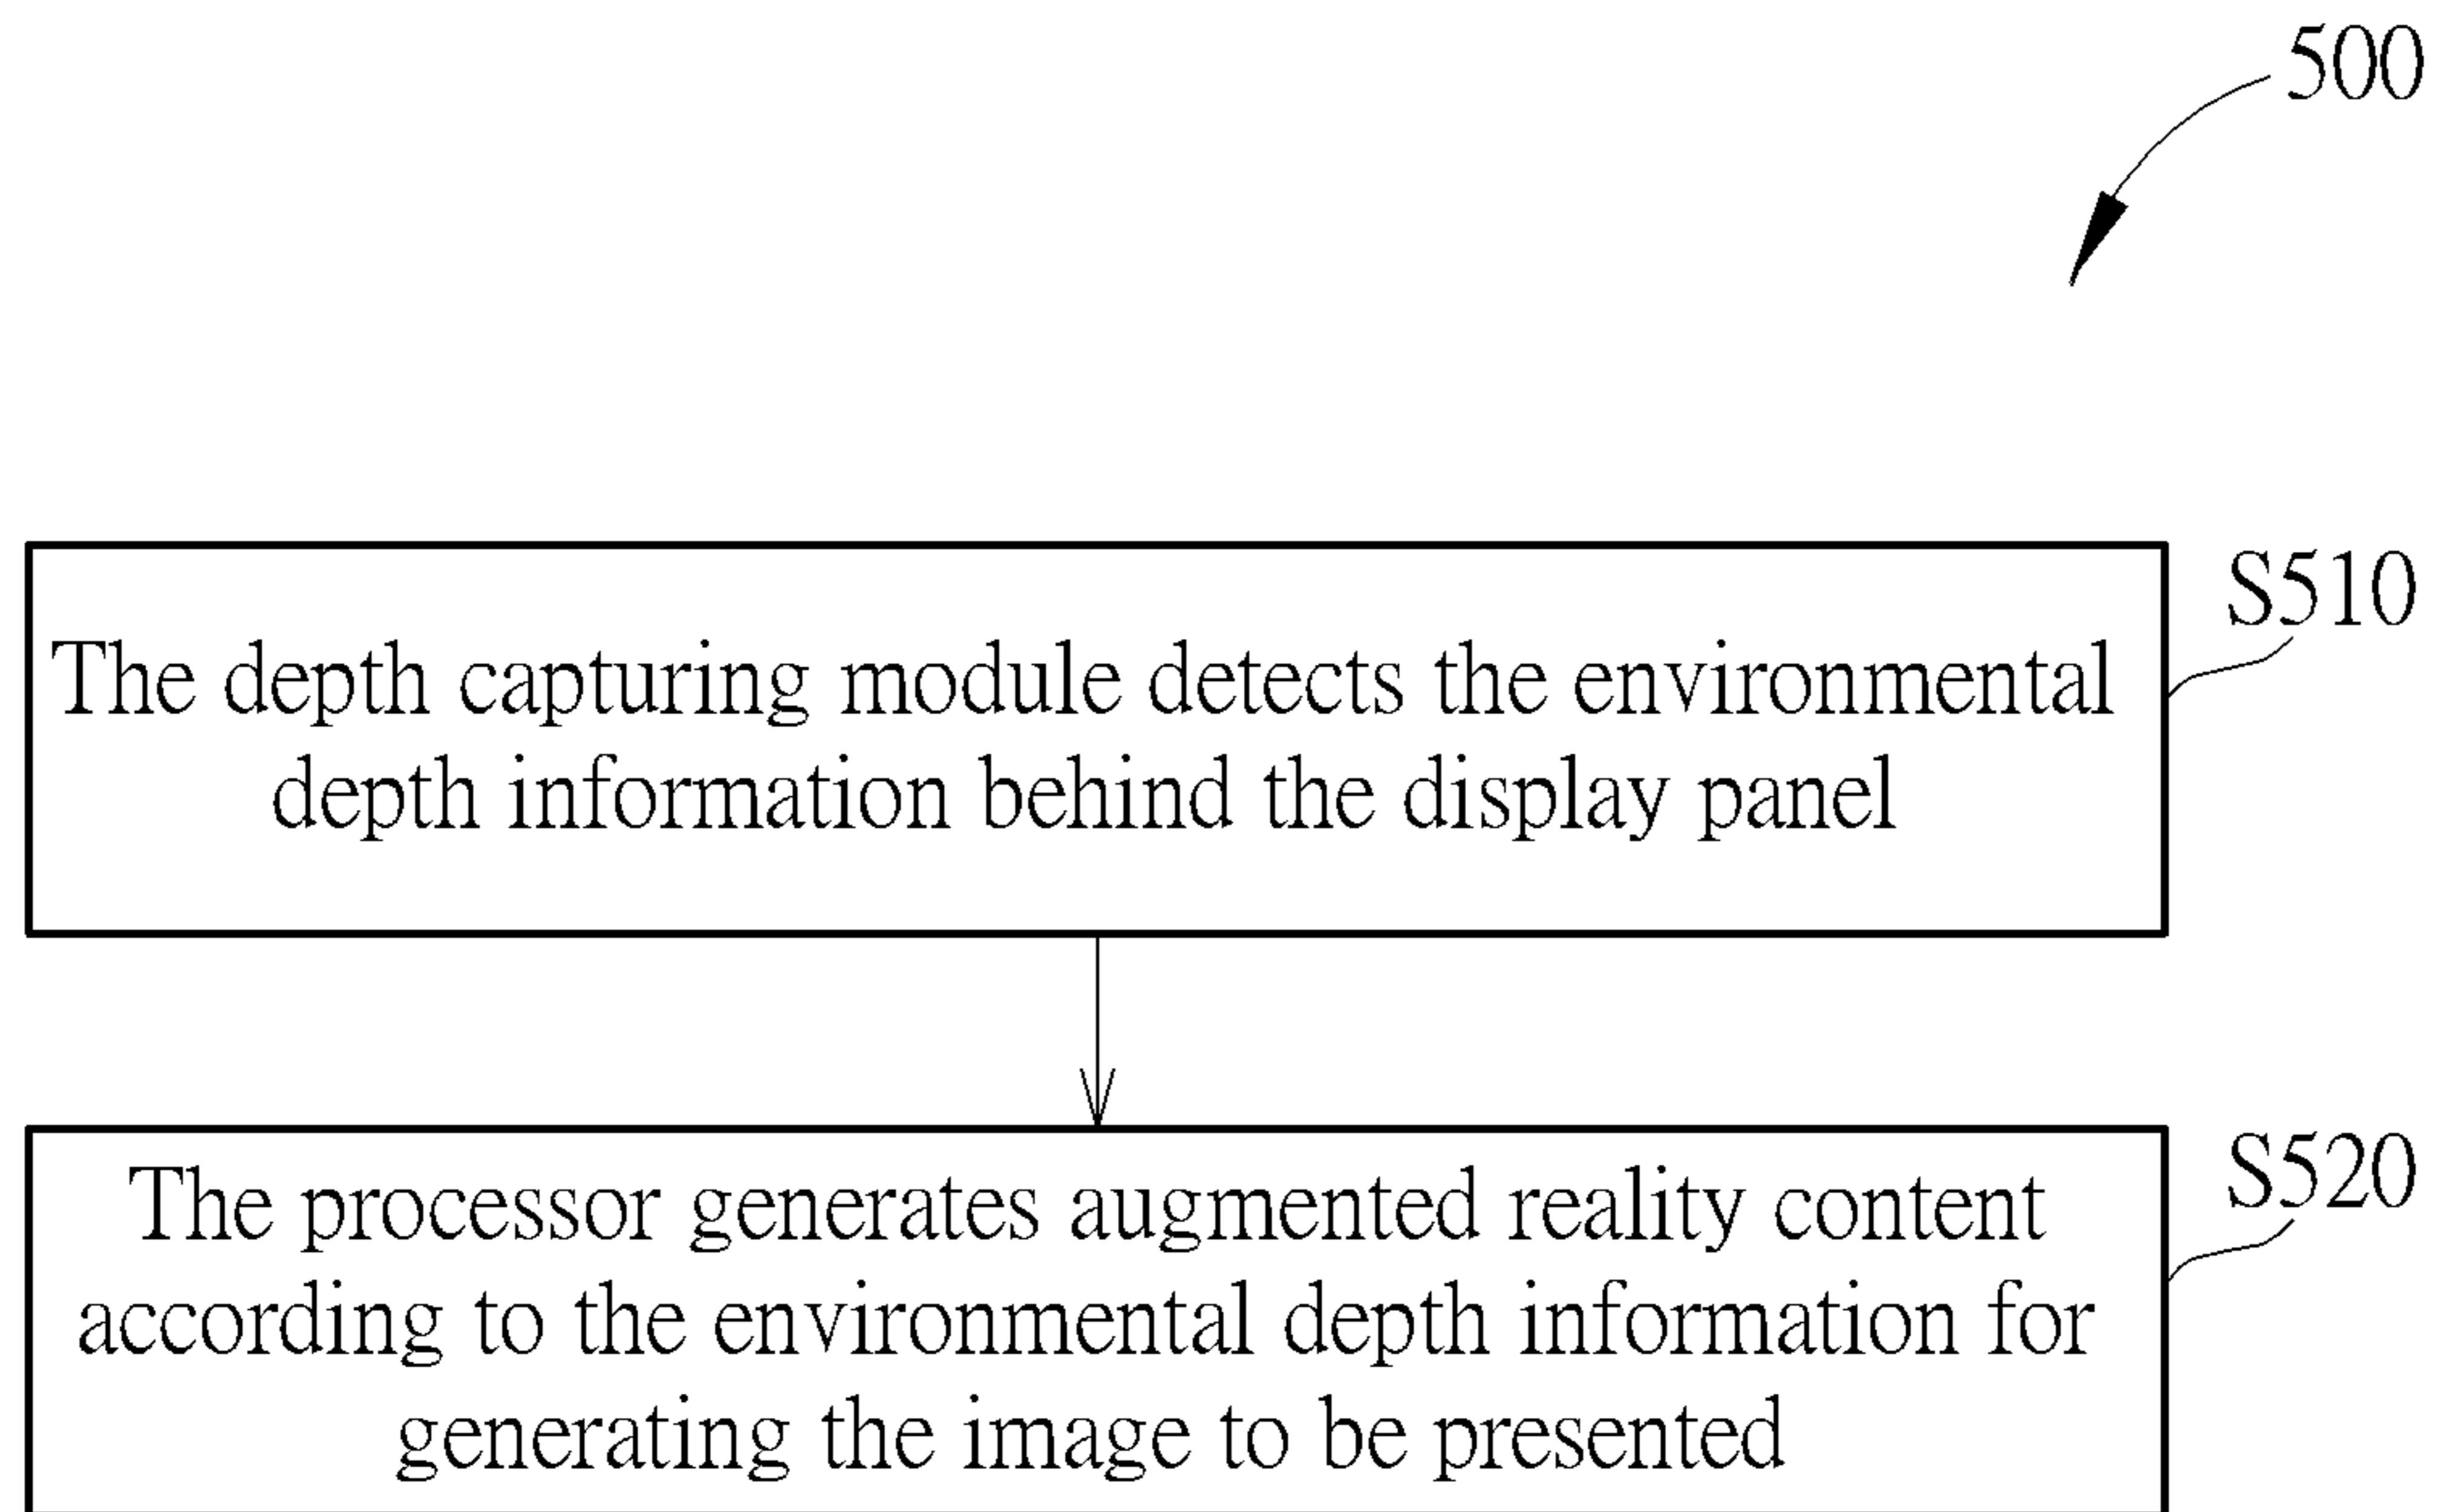 500
S510
The depth capturing module detects the environmental
depth information behind the display panel
S520
The processor generates augmented reality content
according to the environmental depth information for
generating the image to be presented